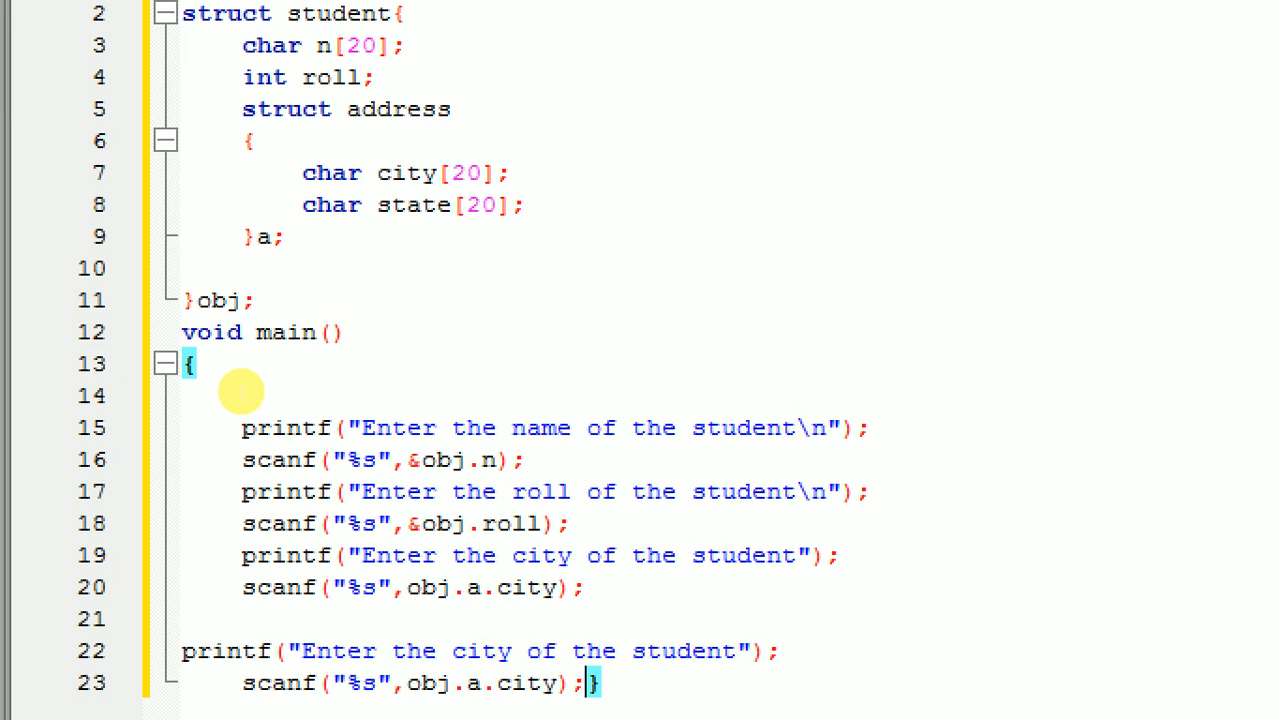 2 struct student{
3 char n[20];
4 int roll;
5 struct address
6 {
7 char city[20];
8 char state[20];
9 }a;
10
11 }obj;
12 void main()
13 {
14
15 printf("Enter the name of the student\n");
16 scanf("%s",&obj.n);
17 printf("Enter the roll of the student\n");
18 scanf("%s",&obj.roll);
19 printf("Enter the city of the student");
20 scanf("%s",obj.a.city);
21
22 printf("Enter the city of the student");
23 scanf("%s",obj.a.city);}